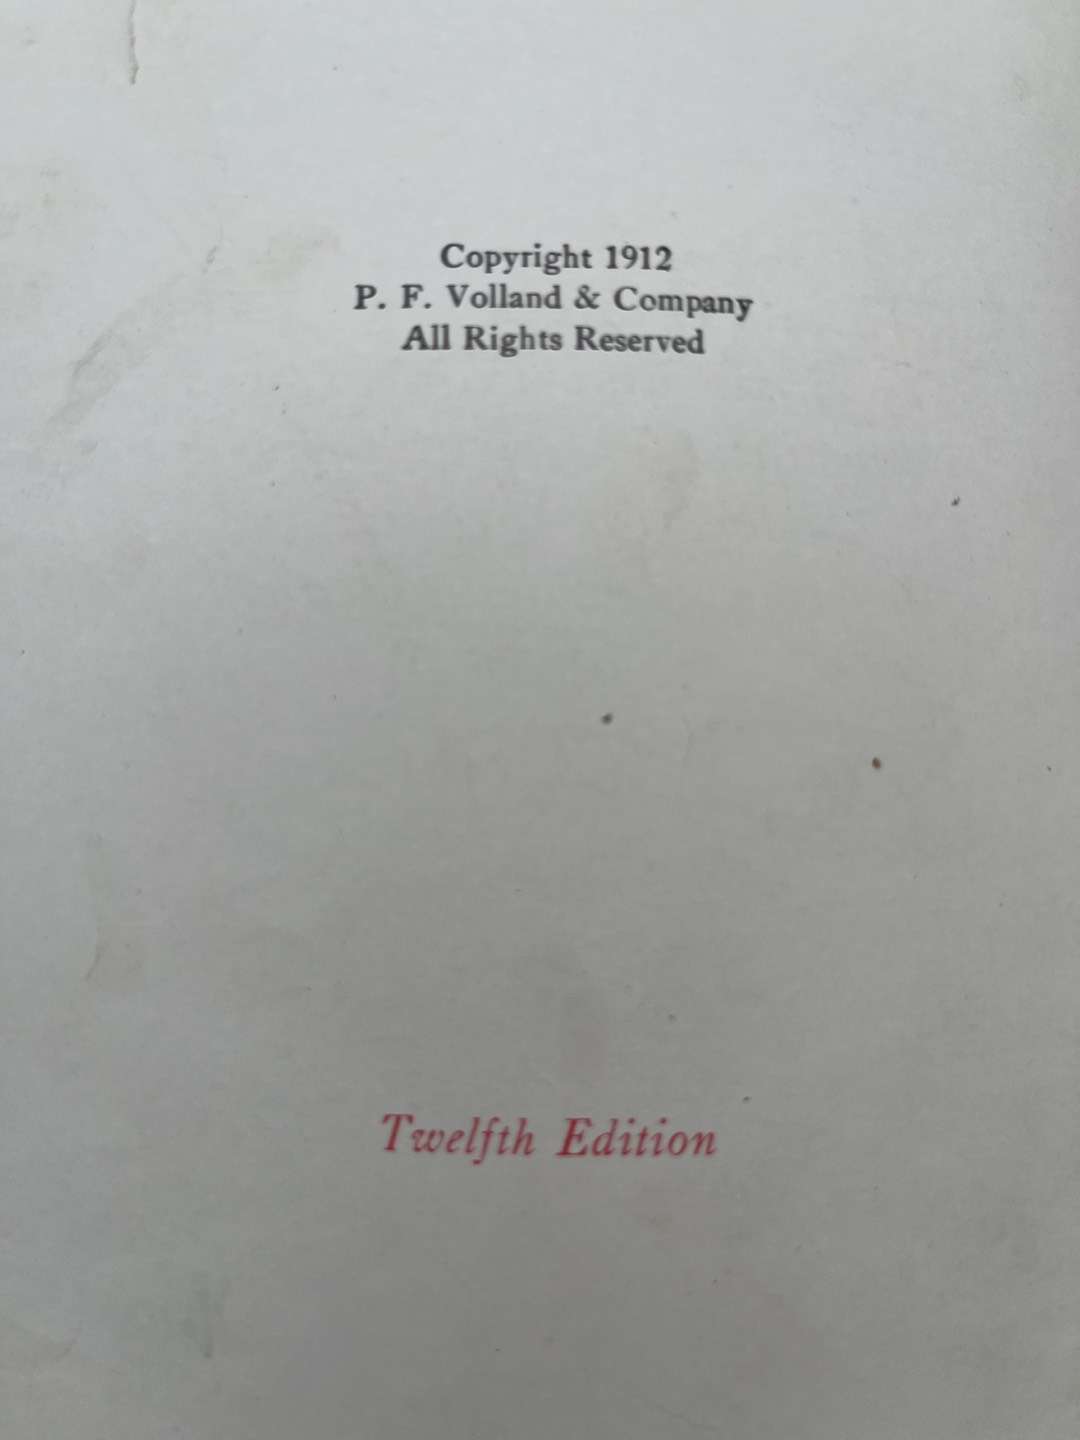 Copyright 1912
P. F. Volland & Company
All Rights Reserved
Twelfth Edition